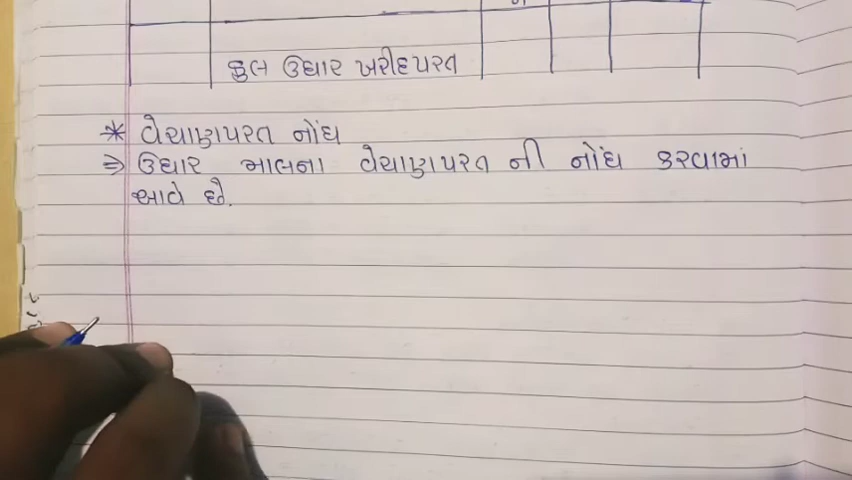 કુલ ઉધાર ખરીદપરત
* વેચાણપરત નોંધ
⇒ ઉધાર માલના વેચાણપરત ની નોંધ કરવામાં
આવે છે.